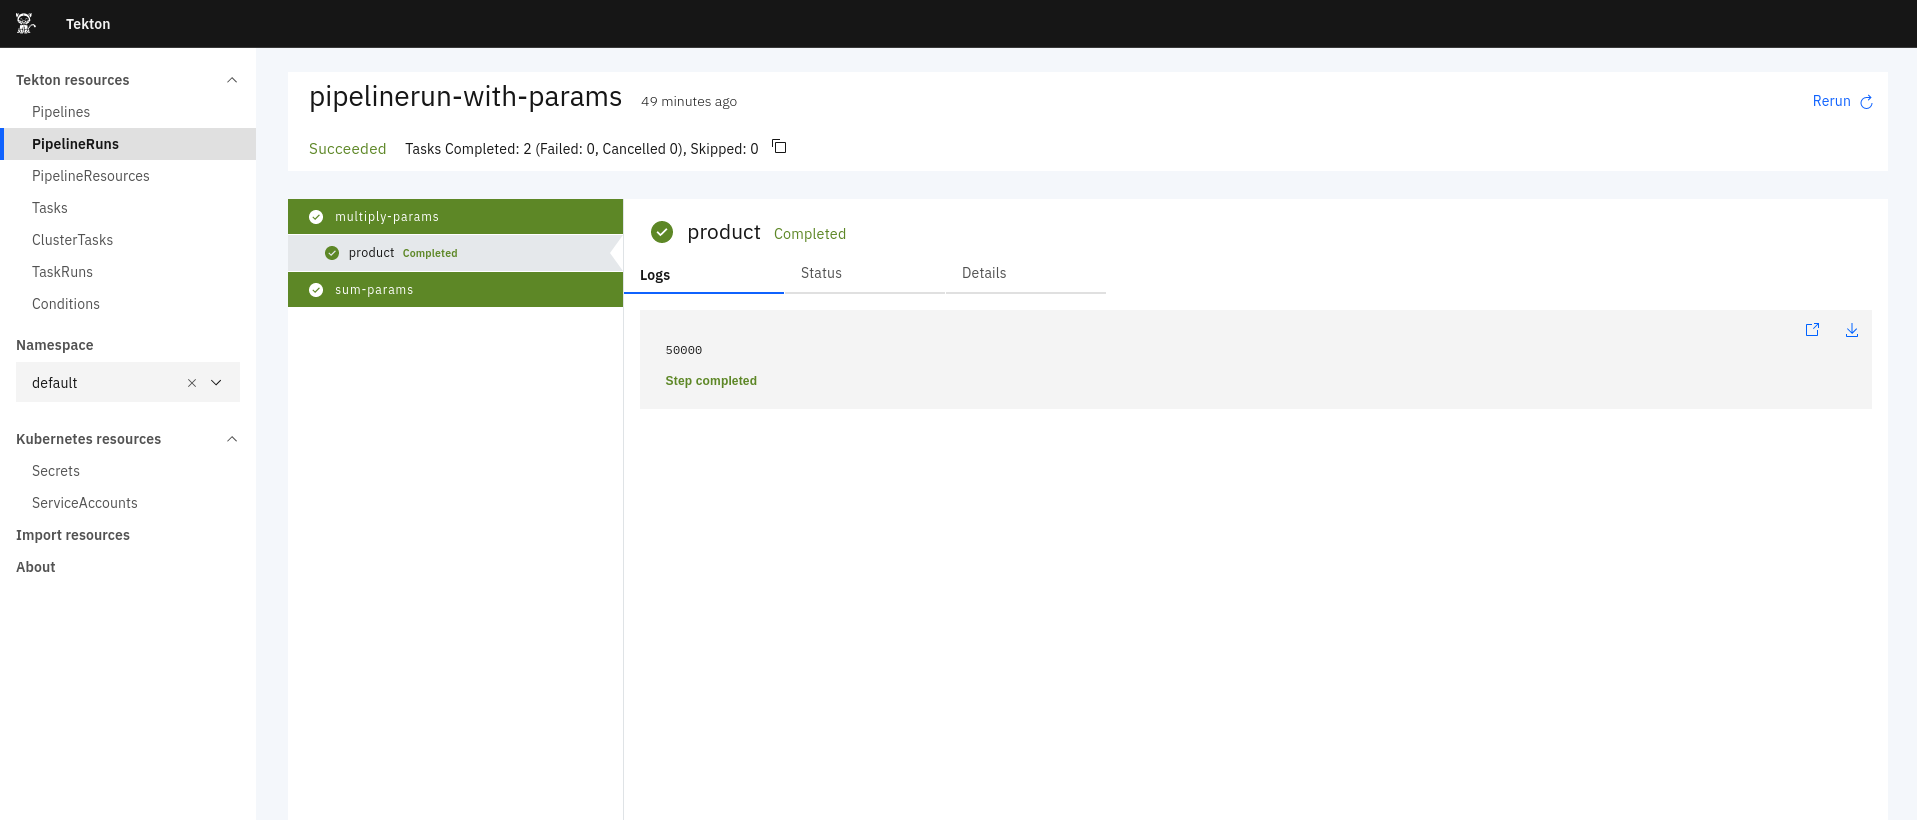 Tekton
Tekton resources
Pipelines
PipelineRuns
PipelineResources
Tasks
ClusterTasks
TaskRuns
Conditions
Namespace
default
Kubernetes resources
Secrets
ServiceAccounts
Import resources
About
pipelinerun-with-params 49 minutes ago
Rerun
Succeeded Tasks Completed: 2 (Failed: 0, Cancelled 0), Skipped: 0
multiply-params
product Completed
sum-params
product Completed
Logs Status Details
50000
Step completed